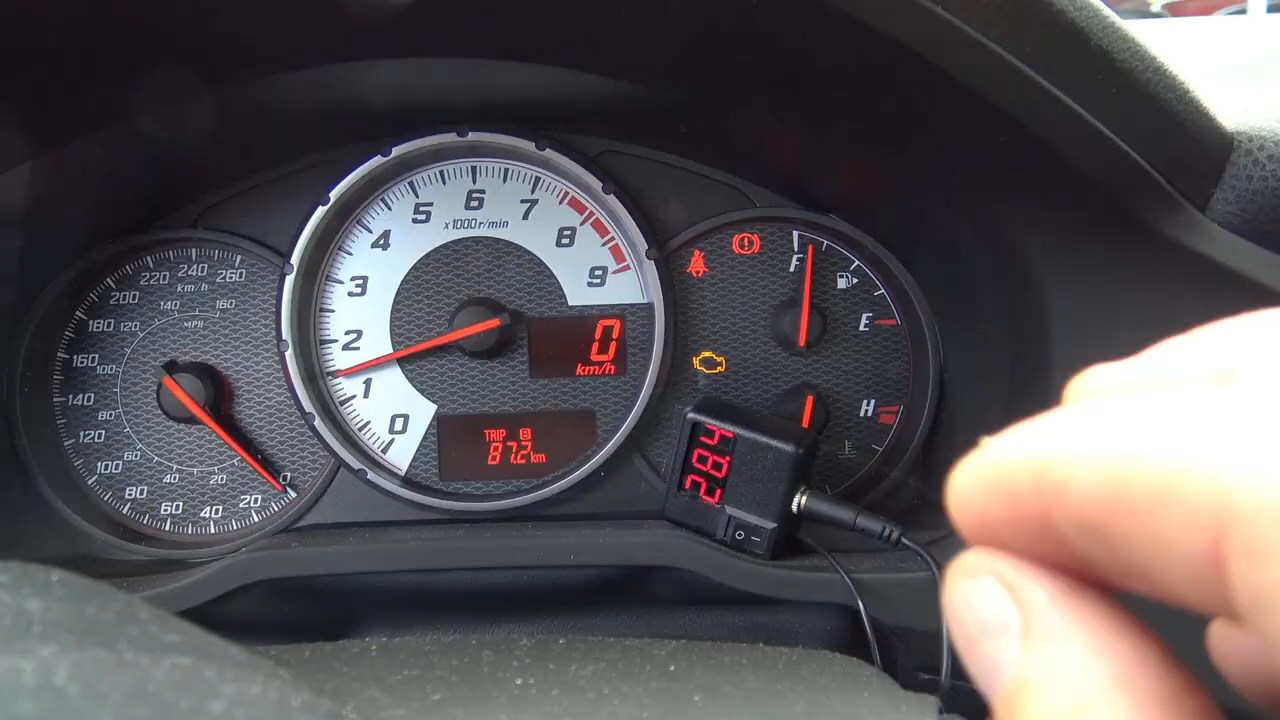 220 240 260
km/h
200
140 160
180 120
MPH
160 100
140
80
120
60
100
40 20
80
60
40
20
0
6
5 7
x1000r/min
4 8
3 9
2
1
0
0
km/h
TRIP B
87.2km
F
E
H
28.4
O –